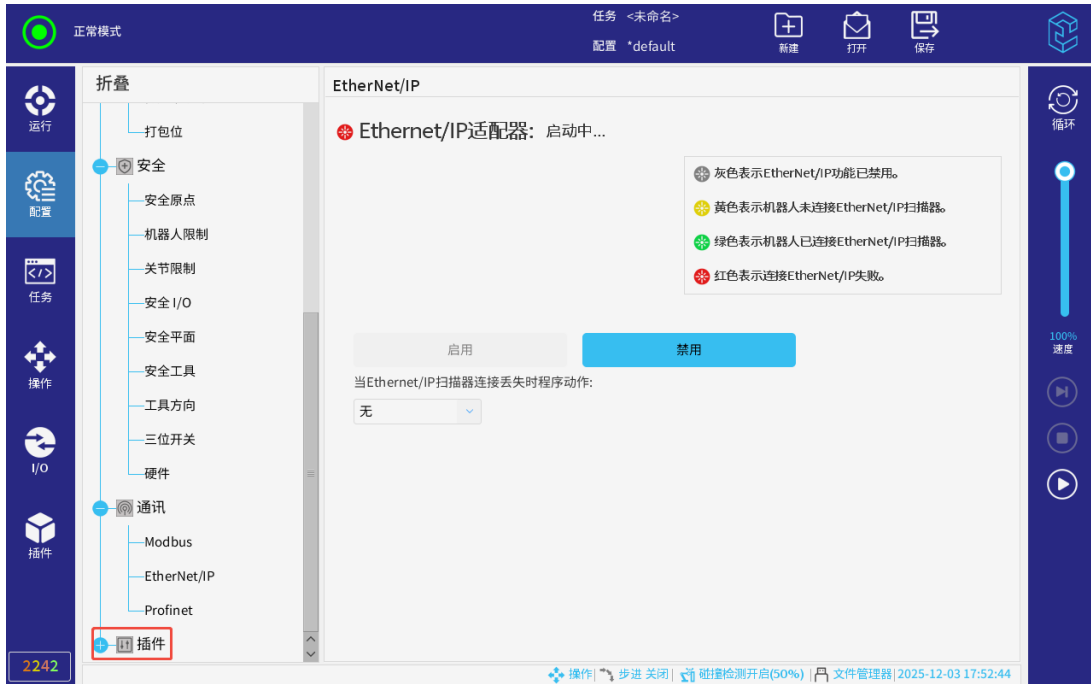 正常模式
任务 <未命名>
配置 *default
新建
打开
保存
运行
配置
任务
操作
I/O
插件
2242
折叠
打包位
安全
安全原点
机器人限制
关节限制
安全 I/O
安全平面
安全工具
工具方向
三位开关
硬件
通讯
Modbus
EtherNet/IP
Profinet
插件
EtherNet/IP
Ethernet/IP适配器: 启动中...
灰色表示EtherNet/IP功能已禁用。
黄色表示机器人未连接EtherNet/IP扫描器。
绿色表示机器人已连接EtherNet/IP扫描器。
红色表示连接EtherNet/IP失败。
启用
禁用
当Ethernet/IP扫描器连接丢失时程序动作:
无
循环
100%
速度
操作| 步进 关闭| 碰撞检测开启(50%) | 文件管理器| 2025-12-03 17:52:44